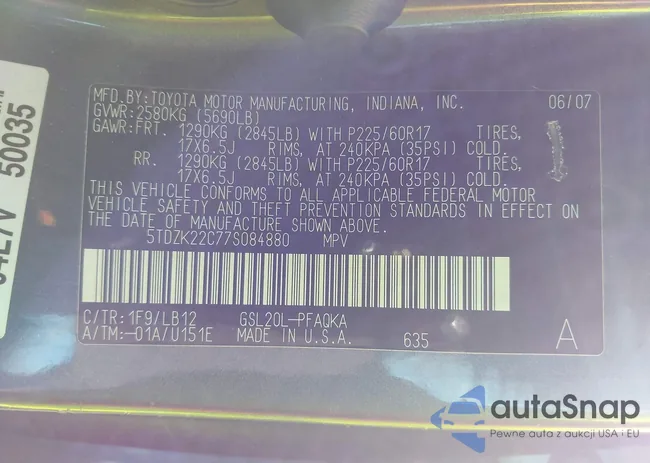 MFD.BY:TOYOTA MOTOR MANUFACTURING, INDIANA, INC. 06/07
GVWR:2580KG (5690LB)
GAWR:FRT. 1290KG (2845LB) WITH P225/60R17 TIRES,
17X6.5J RIMS, AT 240KPA (35PSI) COLD.
RR. 1290KG (2845LB) WITH P225/60R17 TIRES,
17X6.5J RIMS, AT 240KPA (35PSI) COLD.
THIS VEHICLE CONFORMS TO ALL APPLICABLE FEDERAL MOTOR
VEHICLE SAFETY AND THEFT PREVENTION STANDARDS IN EFFECT ON
THE DATE OF MANUFACTURE SHOWN ABOVE.
5TDZK22C77S084880 MPV
C/TR:1F9/LB12 GSL20L-PFAQKA
A/TM:-01A/U151E MADE IN U.S.A. 635 A
50035
autaSnap
Pewne auta z aukcji USA i EU